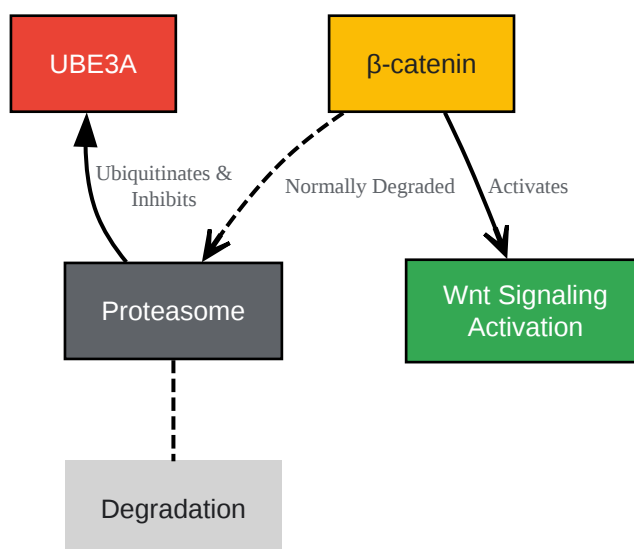 UBE3A
β-catenin
Ubiquitinates &
Inhibits
Normally Degraded
Activates
Proteasome
Wnt Signaling
Activation
Degradation